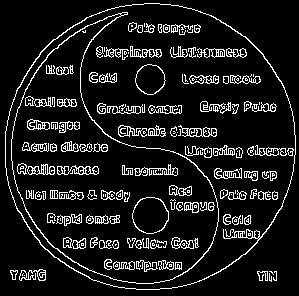 Pale tongue
Sleepiness Listlessness
Heat
Cold
Loose stools
Restless
Gradual onset
Empty Pulse
Changes
Chronic disease
Acute disease
Lingering disease
Restlessness
Insomnia
Curling up
Hot limbs & body
Red
Tongue
Pale Face
Rapid onset
Cold
Limbs
Red Face Yellow Coat
Constipation
YANG
YIN